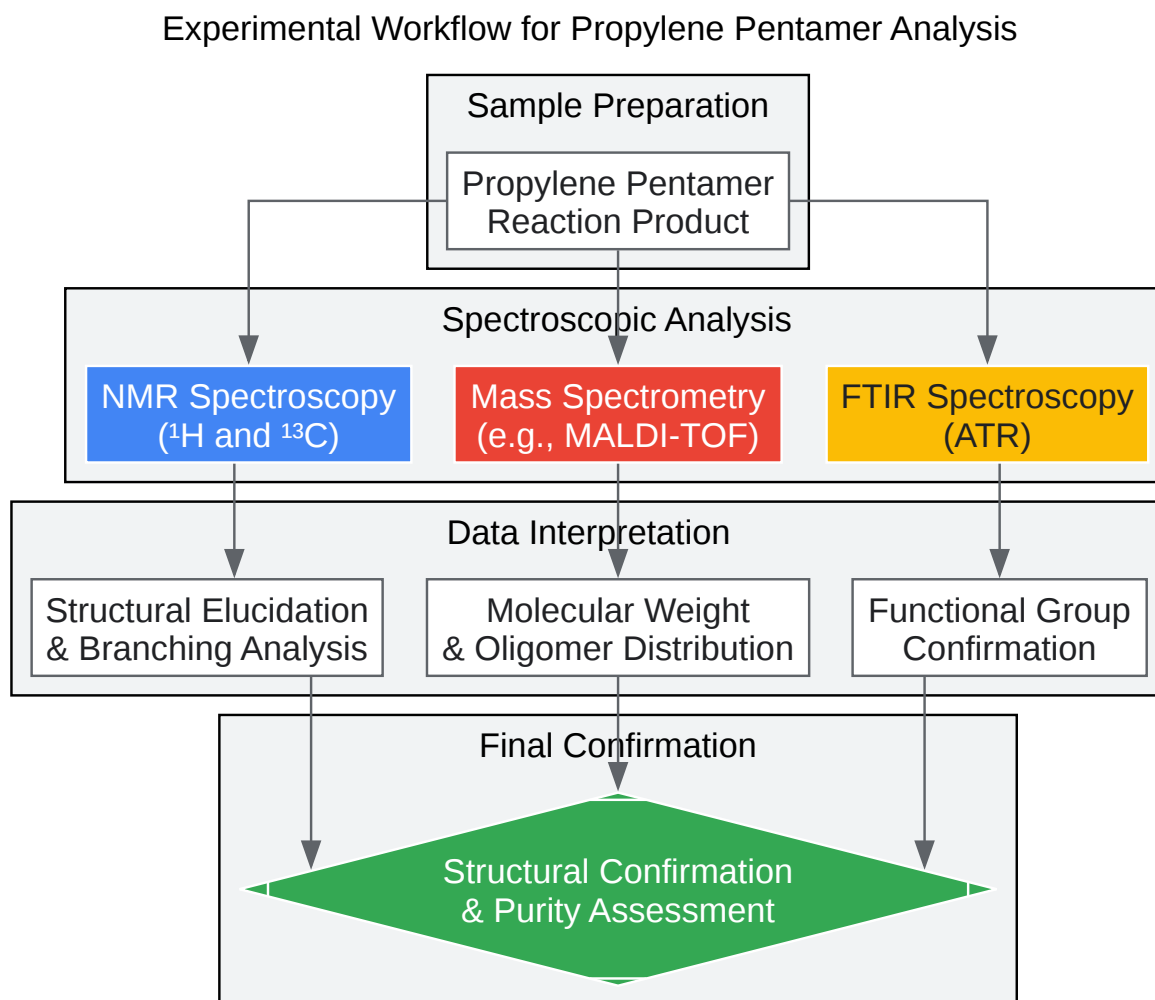 Experimental Workflow for Propylene Pentamer Analysis
Sample Preparation
Propylene Pentamer
Reaction Product
Spectroscopic Analysis
NMR Spectroscopy
(¹H and ¹³C)
Mass Spectrometry
(e.g., MALDI-TOF)
FTIR Spectroscopy
(ATR)
Data Interpretation
Structural Elucidation
& Branching Analysis
Molecular Weight
& Oligomer Distribution
Functional Group
Confirmation
Final Confirmation
Structural Confirmation
& Purity Assessment